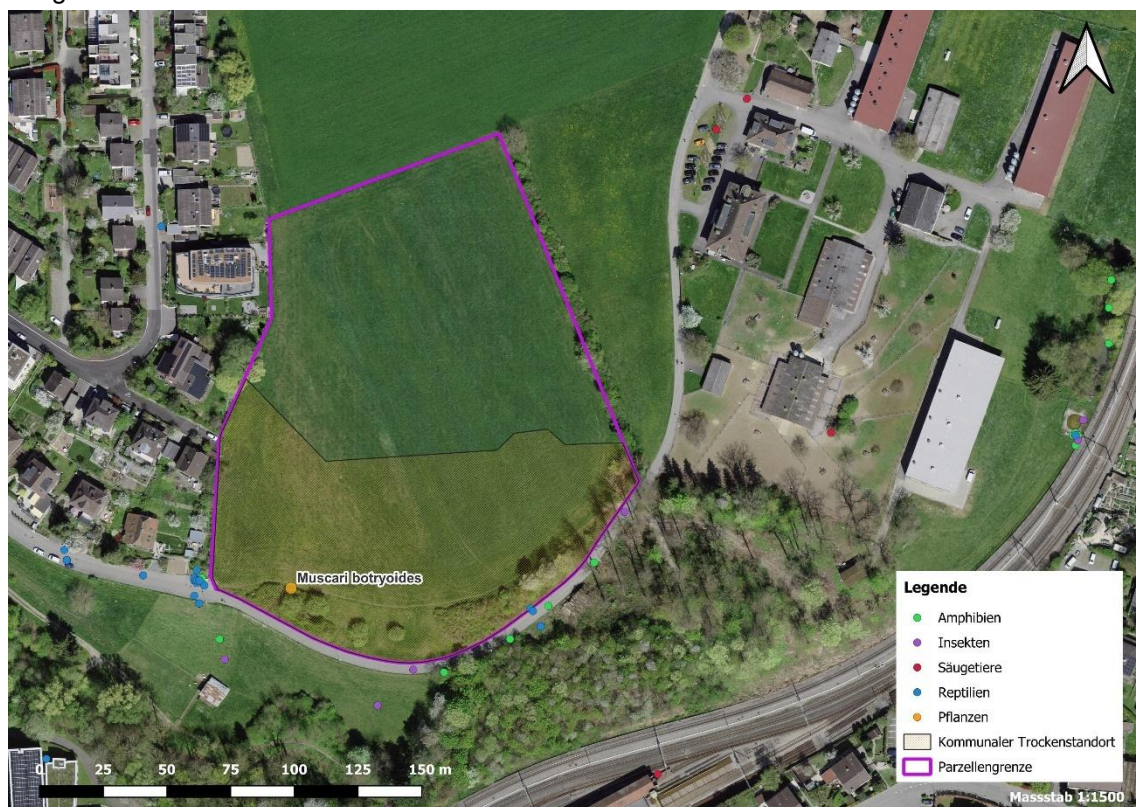 Muscari botryoides
Legende
Amphibien
Insekten
Säugetiere
Reptilien
Pflanzen
Kommunaler Trockenstandort
Parzellengrenze
0 25 50 75 100 125 150 m
Massstab 1:1500